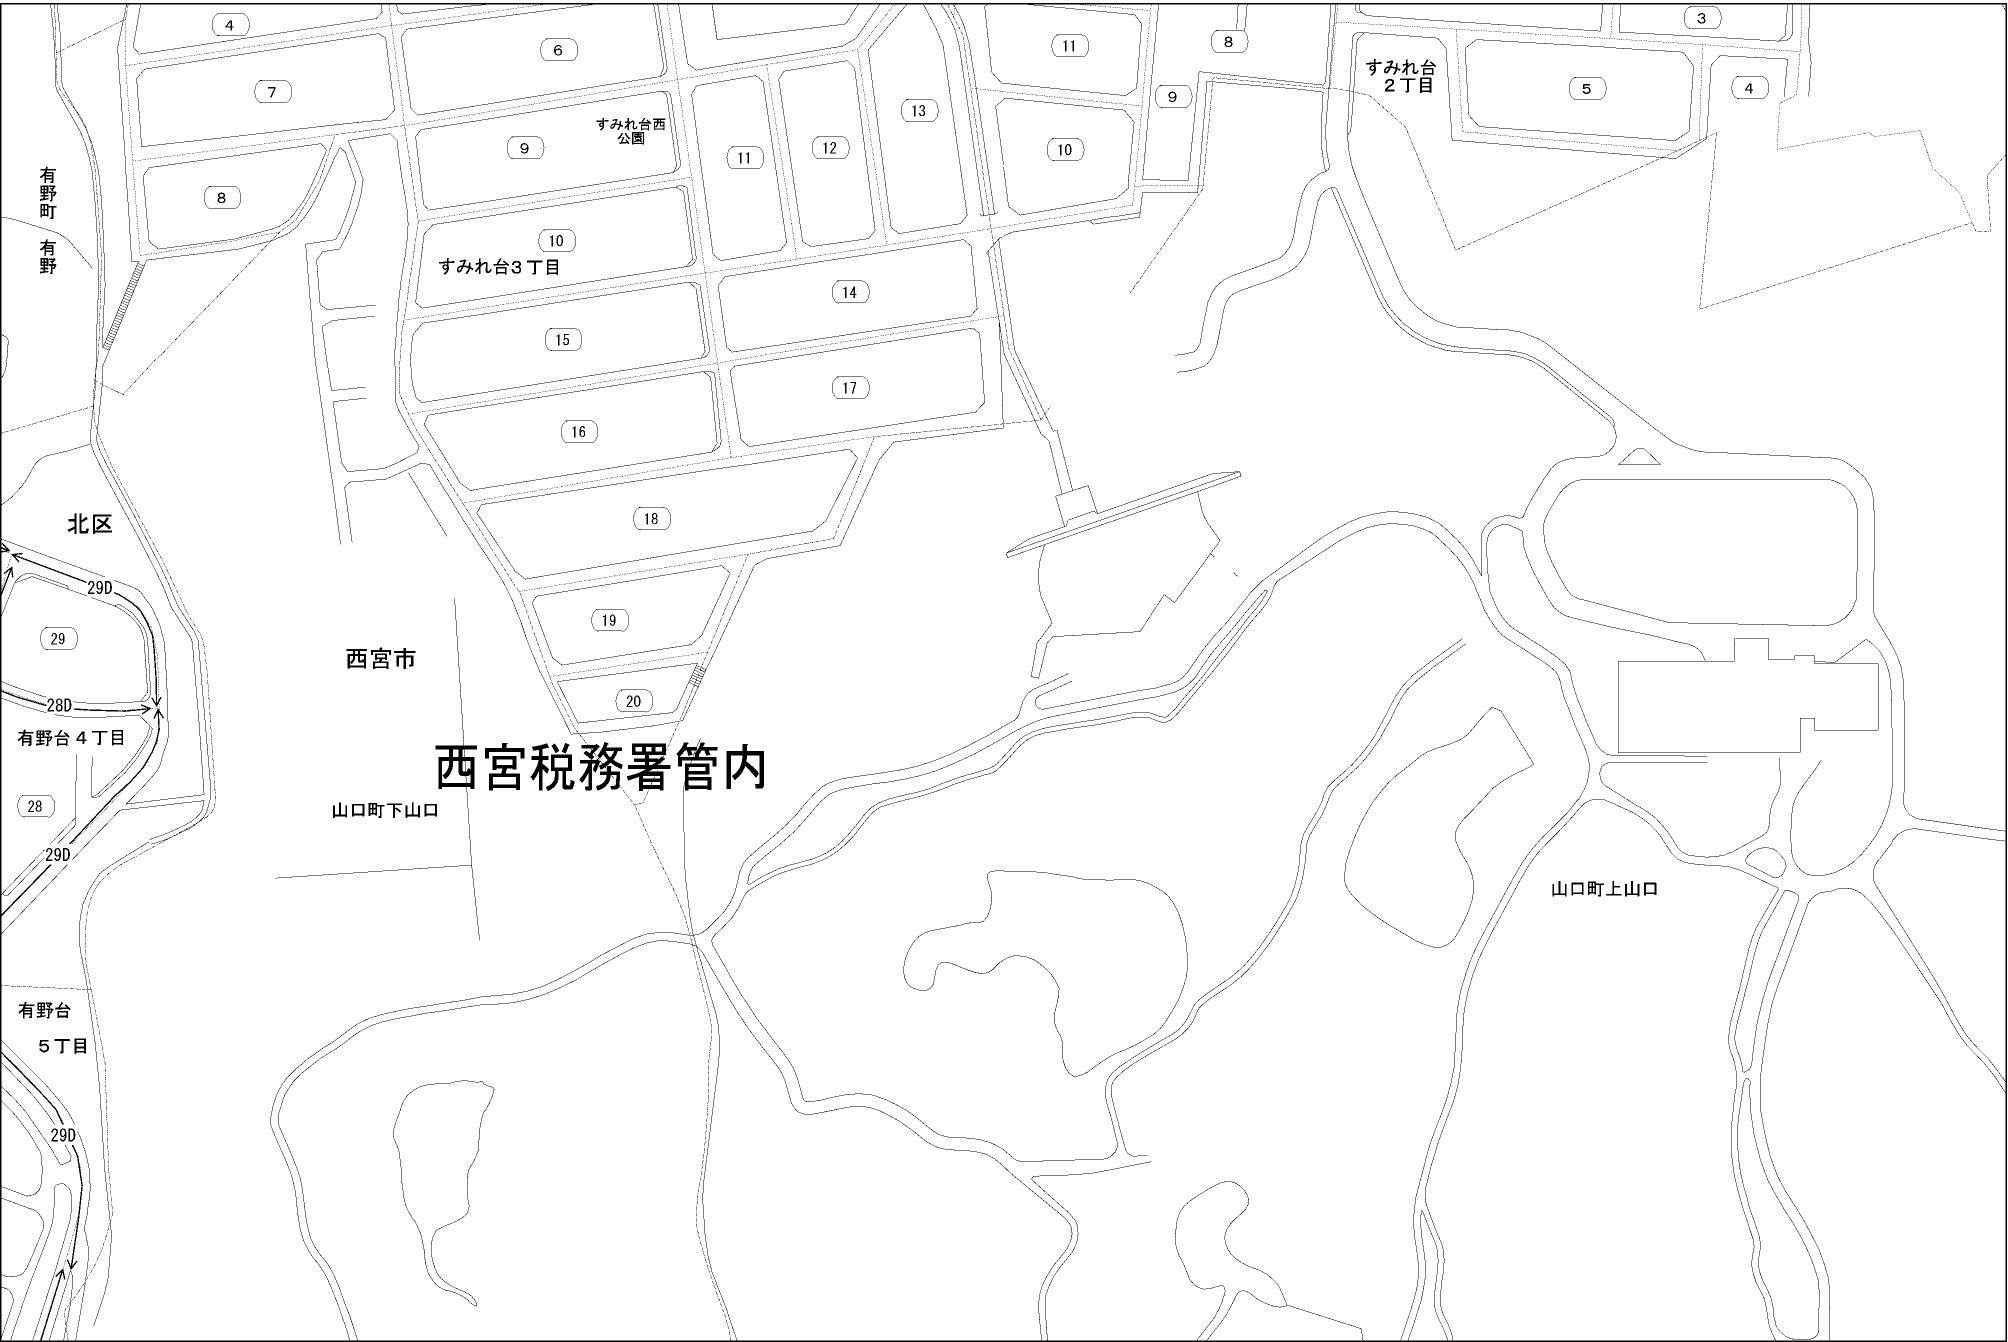 4
6
7
11
8
3
すみれ台
２丁目
5
4
9
13
すみれ台西
公園
9
11
12
10
有野町
有野
8
10
すみれ台３丁目
14
15
17
16
18
北区
29D
29
19
西宮市
20
28D
有野台４丁目
西宮税務署管内
28
山口町下山口
29D
山口町上山口
有野台
５丁目
29D